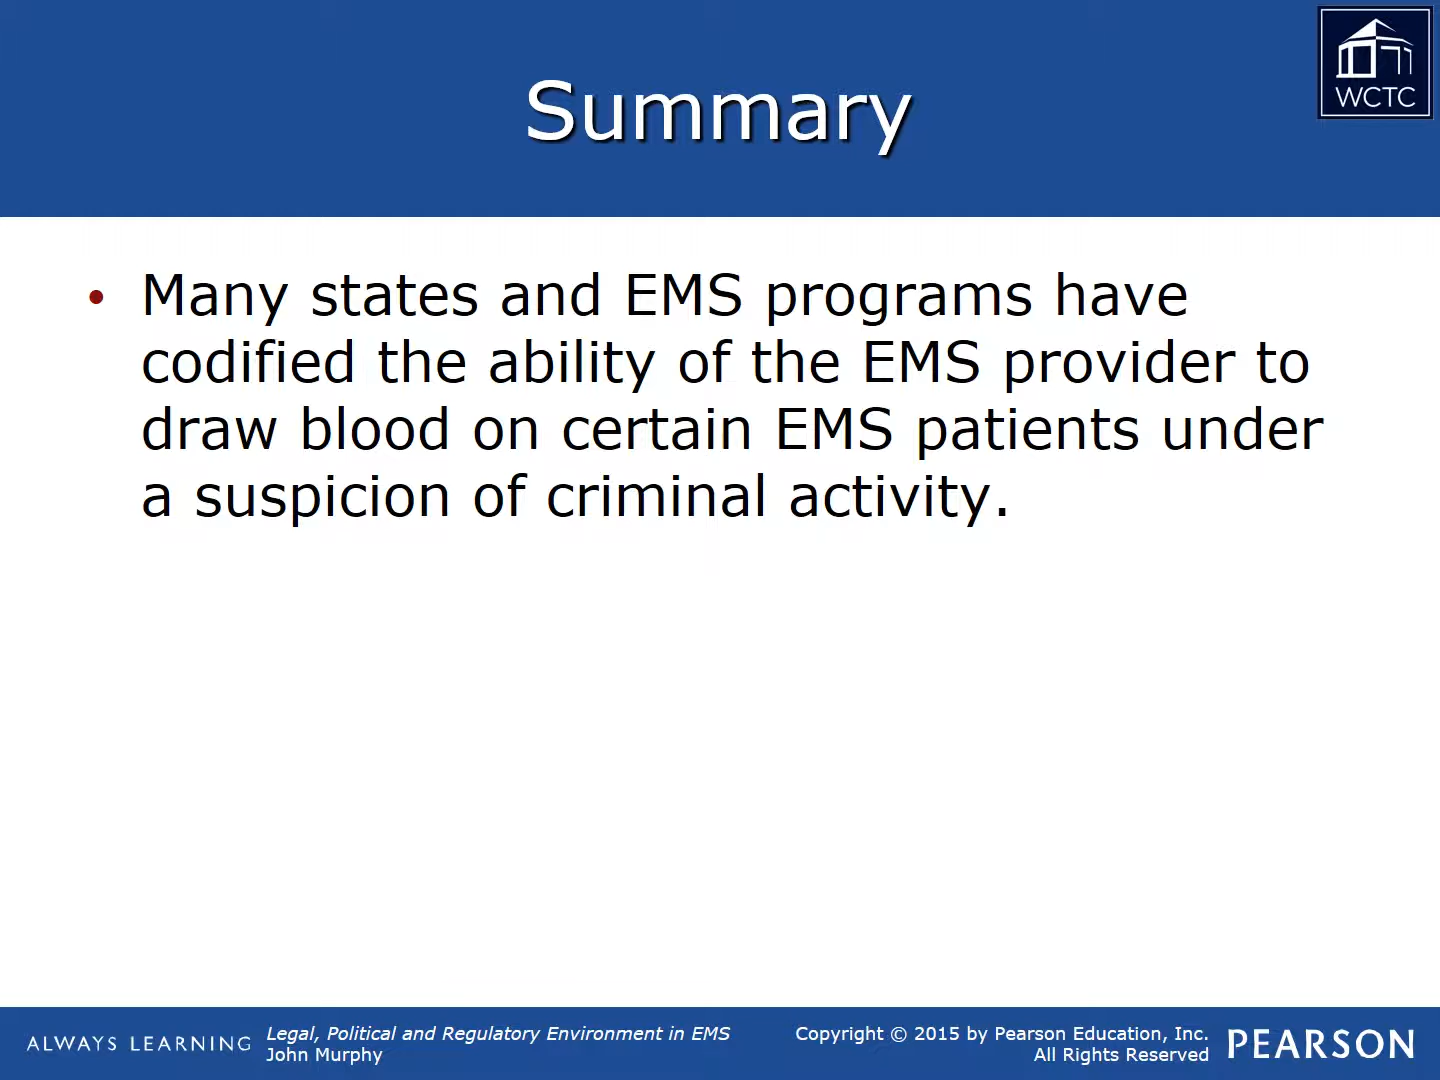 WCTC
Summary
• Many states and EMS programs have
codified the ability of the EMS provider to
draw blood on certain EMS patients under
a suspicion of criminal activity.
ALWAYS LEARNING
Legal, Political and Regulatory Environment in EMS
John Murphy
Copyright © 2015 by Pearson Education, Inc.
All Rights Reserved
PEARSON